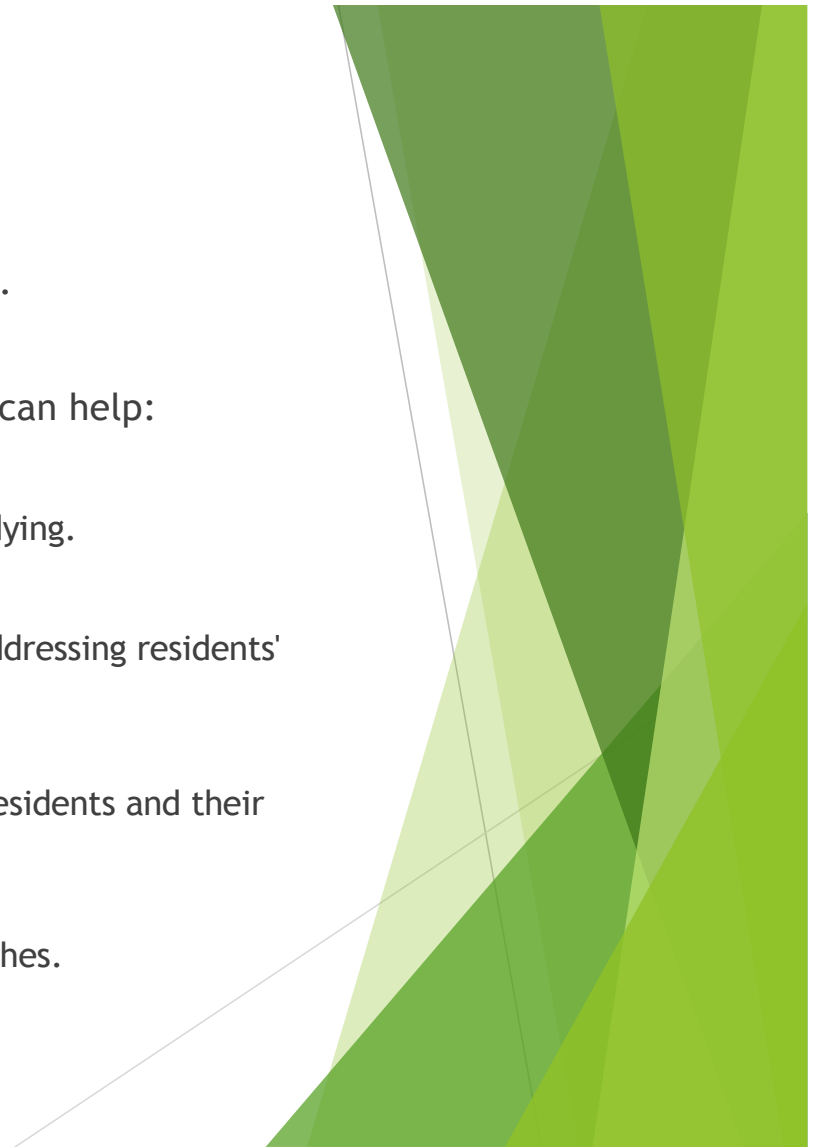 .
can help:
lying.
ldressing residents'
esidents and their
hes.